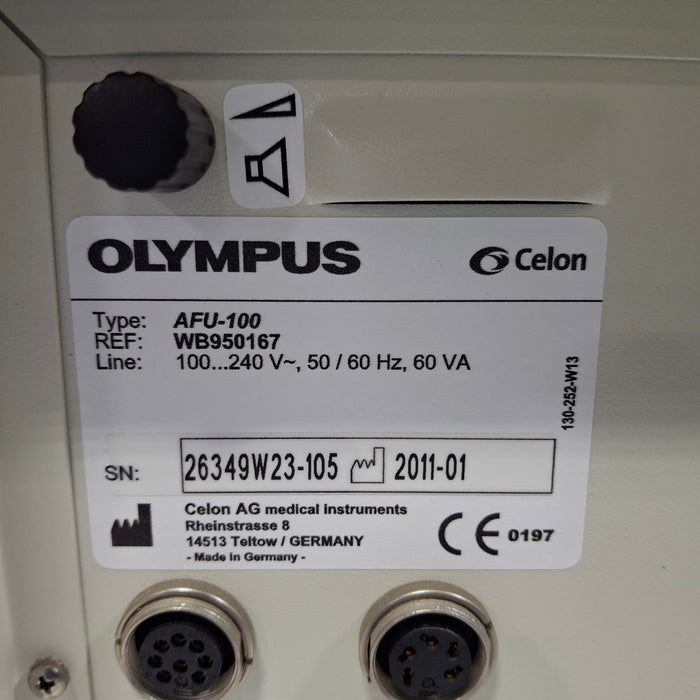 OLYMPUS Celon
Type: AFU-100
REF: WB950167
Line: 100...240 V~, 50 / 60 Hz, 60 VA
130-252-W13
SN: 26349W23-105 2011-01
Celon AG medical instruments
Rheinstrasse 8
14513 Teltow / GERMANY
- Made in Germany -
CE 0197